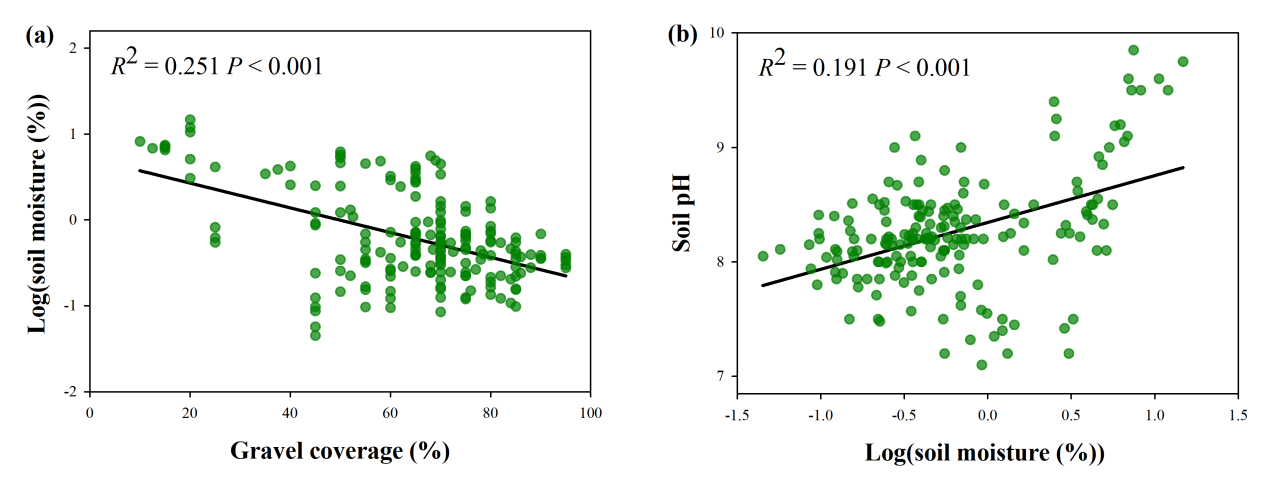 (a)
R² = 0.251 P < 0.001
Log(soil moisture (%))
2
1
0
-1
-2
0 20 40 60 80 100
Gravel coverage (%)
(b)
R² = 0.191 P < 0.001
Soil pH
10
9
8
7
-1.5 -1.0 -0.5 0.0 0.5 1.0 1.5
Log(soil moisture (%))